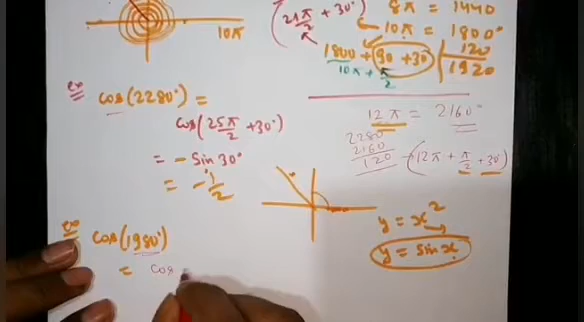 10π
(21π/2 + 30°)
8π = 1440
10π = 1800°
1800 + 90 + 30
10π + π/2
120
1920
ex cos(2280°) =
cos(25π/2 + 30°)
= - sin 30°
= - 1/2
12π = 2160°
2280
2160
120
(12π + π/2 + 30°)
ex cos(1980°)
= cos
y = x²
y = sin x